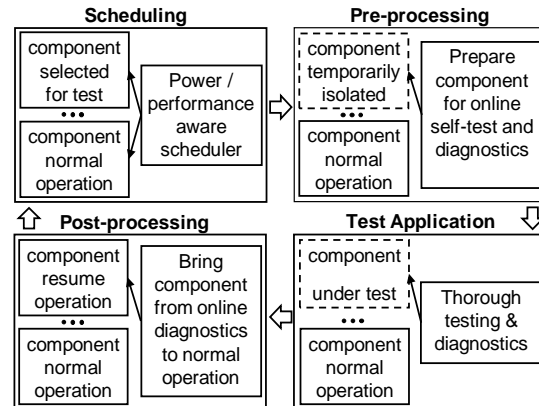 Scheduling
component
selected
for test
...
component
normal
operation
Power /
performance
aware
scheduler
Pre-processing
component
temporarily
isolated
...
component
normal
operation
Prepare
component
for online
self-test and
diagnostics
Post-processing
component
resume
operation
...
component
normal
operation
Bring
component
from online
diagnostics
to normal
operation
Test Application
component
under test
...
component
normal
operation
Thorough
testing &
diagnostics